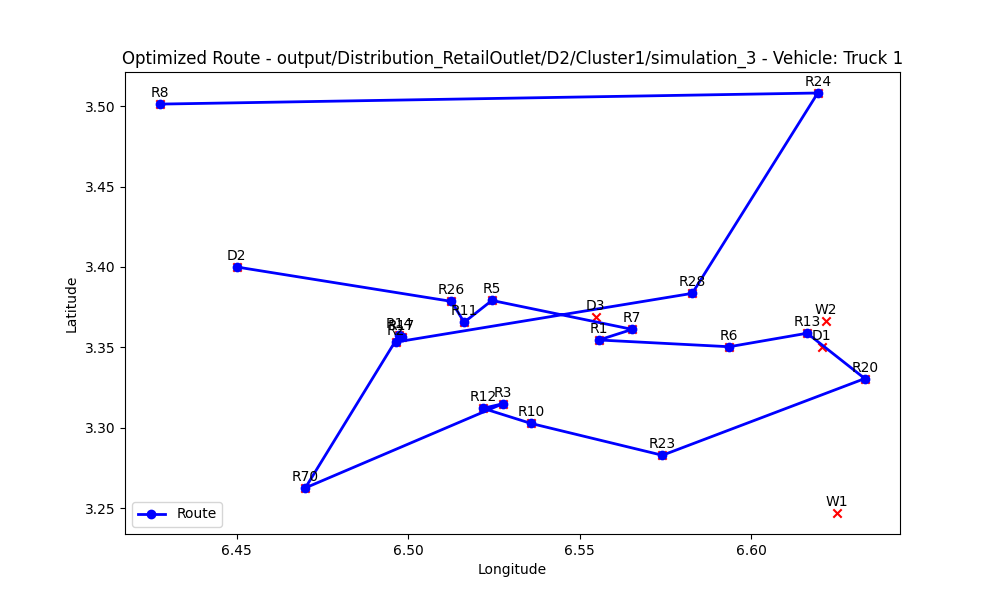 Optimized Route - output/Distribution_RetailOutlet/D2/Cluster1/simulation_3 - Vehicle: Truck 1
R8
R24
3.50
3.45
D2
3.40
R26
R5
R28
R11
D3
W2
R14
R7
R13
R1
R6
D1
3.35
R20
R12
R3
R10
3.30
R23
R70
3.25
W1
Route
6.45
6.50
6.55
6.60
Latitude
Longitude